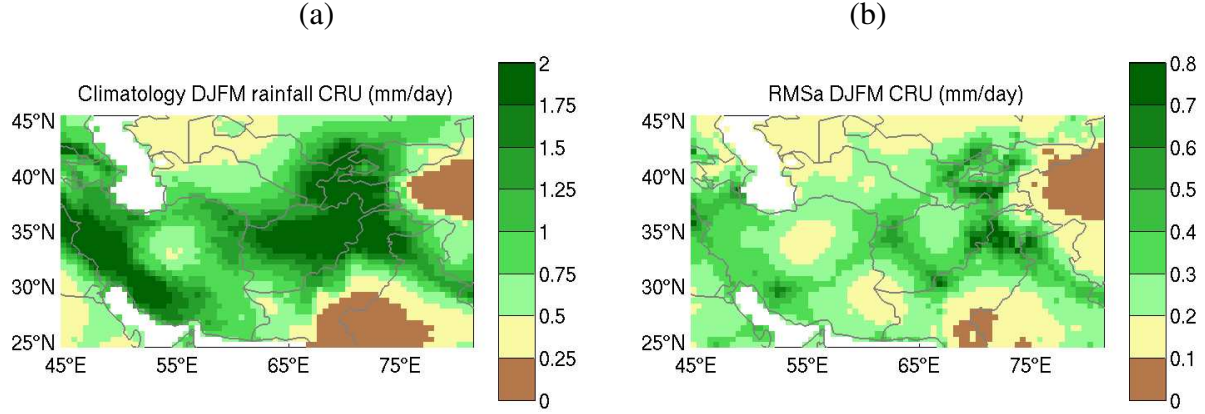 (a)
(b)
Climatology DJFM rainfall CRU (mm/day)
45°N
40°N
35°N
30°N
25°N
45°E
55°E
65°E
75°E
2
1.75
1.5
1.25
1
0.75
0.5
0.25
0
RMSa DJFM CRU (mm/day)
45°N
40°N
35°N
30°N
25°N
45°E
55°E
65°E
75°E
0.8
0.7
0.6
0.5
0.4
0.3
0.2
0.1
0